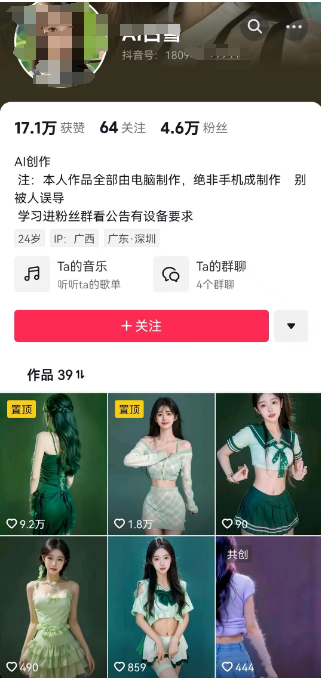 抖音号：1809
17.1万 获赞 64 关注 4.6万 粉丝
AI创作
注：本人作品全部由电脑制作，绝非手机成制作 别
被人误导
学习进粉丝群看公告有设备要求
24岁 IP：广西 广东·深圳
Ta的音乐 Ta的群聊
听听ta的歌单 4个群聊
+ 关注
作品 39
置顶 置顶
9.2万 1.8万 90
共创
490 859 444